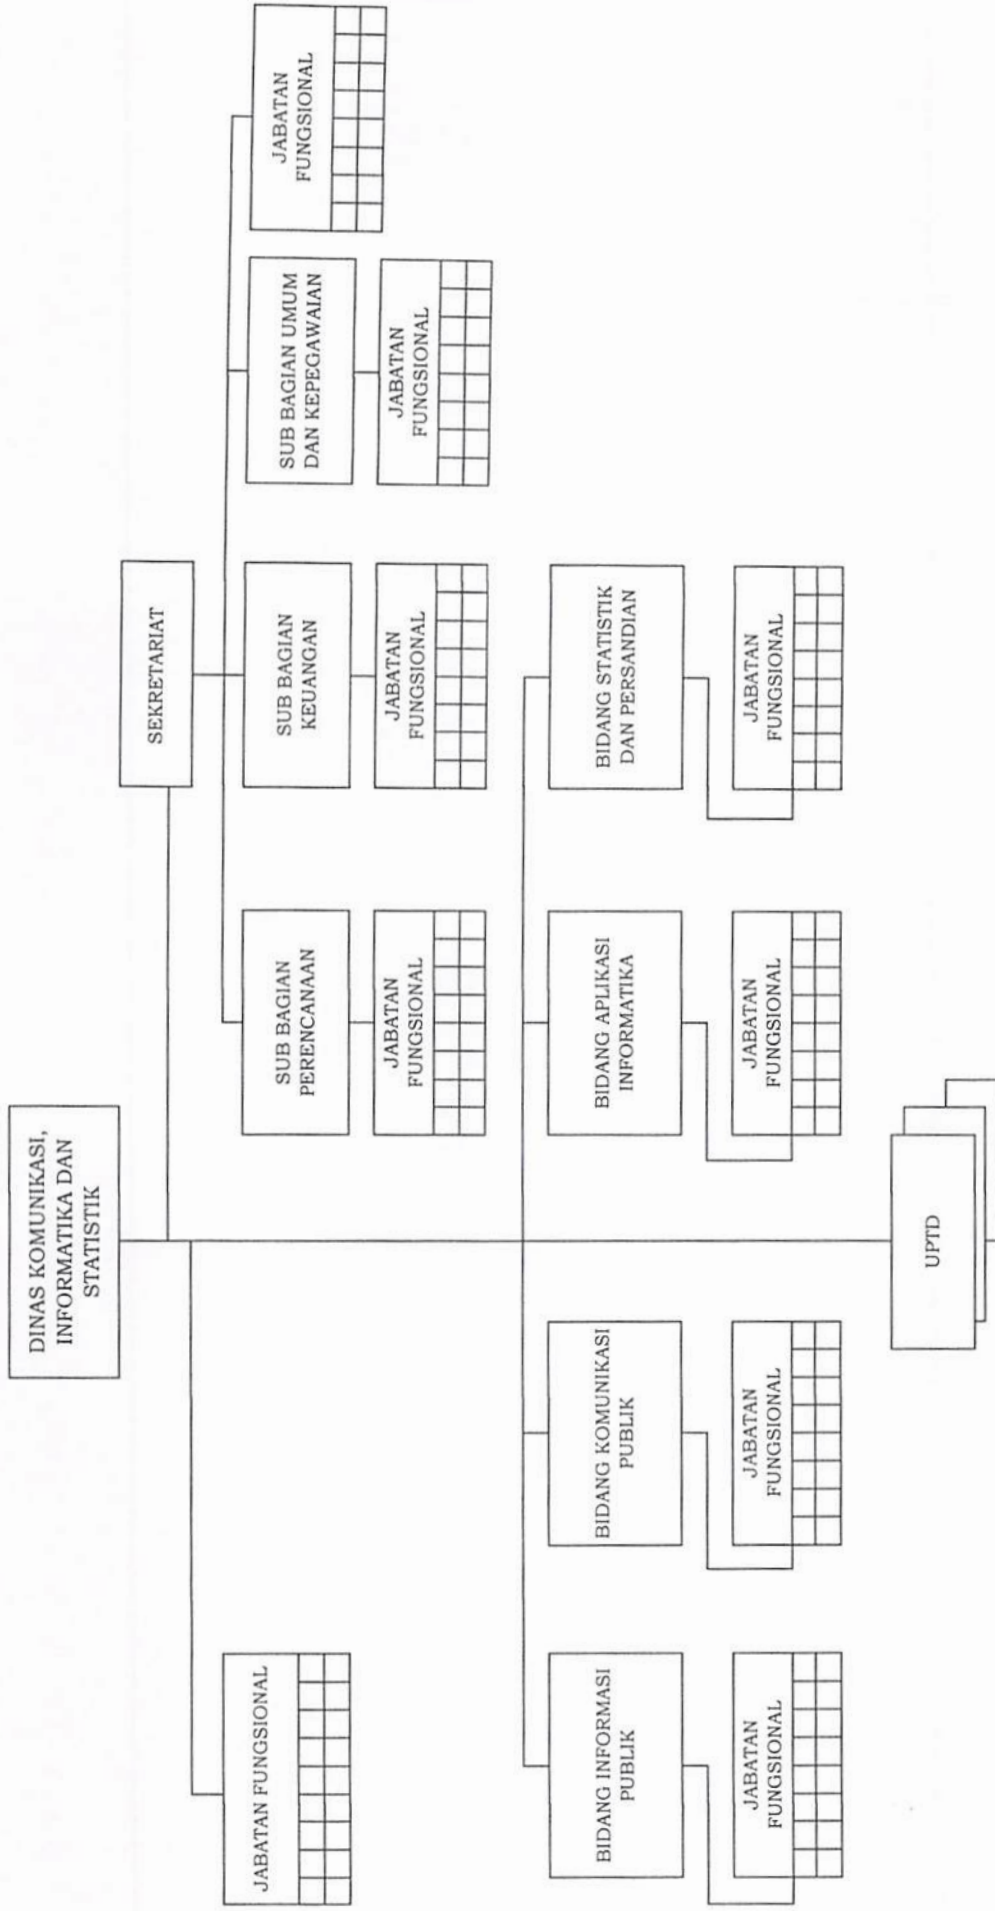 DINAS KOMUNIKASI,
INFORMATIKA DAN
STATISTIK
SEKRETARIAT
JABATAN FUNGSIONAL
SUB BAGIAN
PERENCANAAN
SUB BAGIAN
KEUANGAN
SUB BAGIAN UMUM
DAN KEPEGAWAIAN
JABATAN
FUNGSIONAL
JABATAN
FUNGSIONAL
JABATAN
FUNGSIONAL
JABATAN
FUNGSIONAL
BIDANG INFORMASI
PUBLIK
BIDANG KOMUNIKASI
PUBLIK
BIDANG APLIKASI
INFORMATIKA
BIDANG STATISTIK
DAN PERSANDIAN
JABATAN
FUNGSIONAL
JABATAN
FUNGSIONAL
JABATAN
FUNGSIONAL
JABATAN
FUNGSIONAL
UPTD